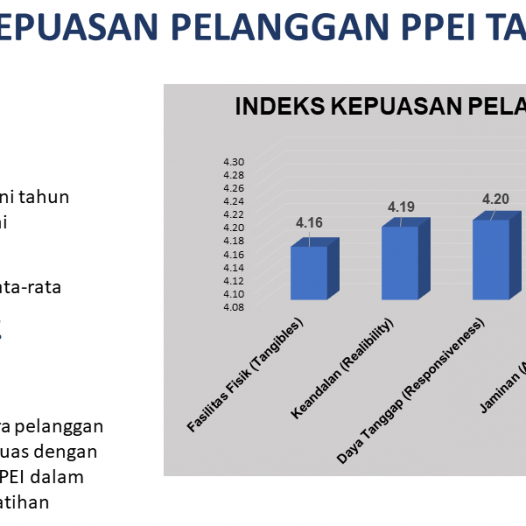 EPUASAN PELANGGAN PPEI TA
ni tahun
ata-rata
a pelanggan
uas dengan
PEI dalam
atihan
INDEKS KEPUASAN PELA
4.30
4.28
4.26
4.24
4.22
4.20
4.18
4.16
4.14
4.12
4.10
4.08
4.16
4.19
4.20
Fasilitas Fisik (Tangibles)
Keandalan (Realibility)
Daya Tanggap (Responsiveness)
Jaminan (A